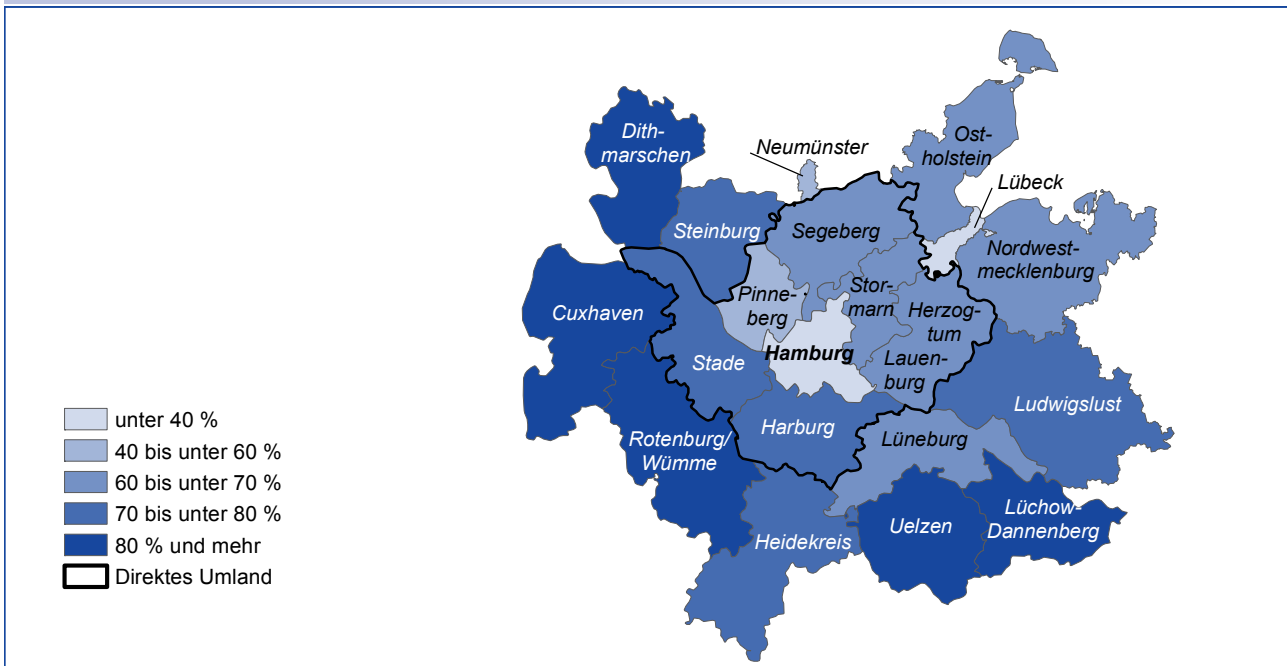 Dith-
marschen
Neumünster
Ost-
holstein
Lübeck
Steinburg
Segeberg
Nordwest-
mecklenburg
Cuxhaven
Pinne-
berg
Stor-
marn
Herzog-
tum
Lauen-
burg
Hamburg
Stade
Ludwigslust
Harburg
Lüneburg
Rotenburg/
Wümme
Uelzen
Lüchow-
Dannenberg
Heidekreis
unter 40 %
40 bis unter 60 %
60 bis unter 70 %
70 bis unter 80 %
80 % und mehr
Direktes Umland